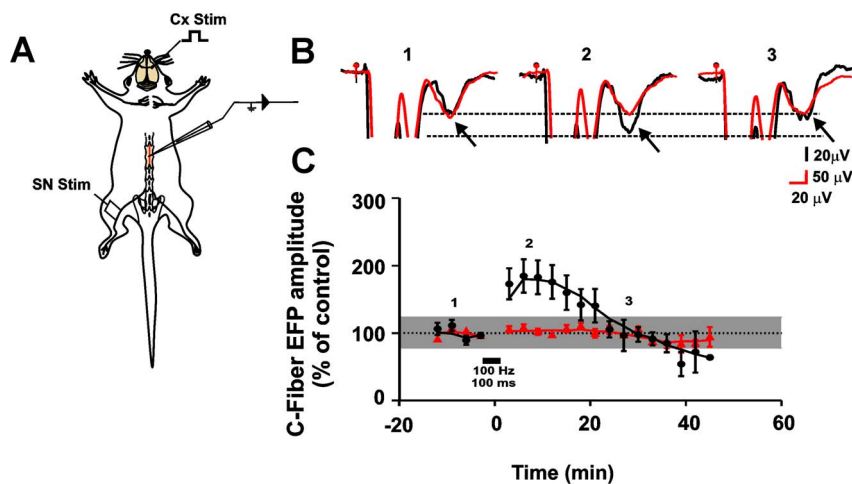 A
Cx Stim
SN Stim
B
1 2 3
20μV
50 μV
20 μV
C
C-Fiber EFP amplitude
(% of control)
300
200
100
0
1
2
3
100 Hz
100 ms
-20 0 20 40 60
Time (min)